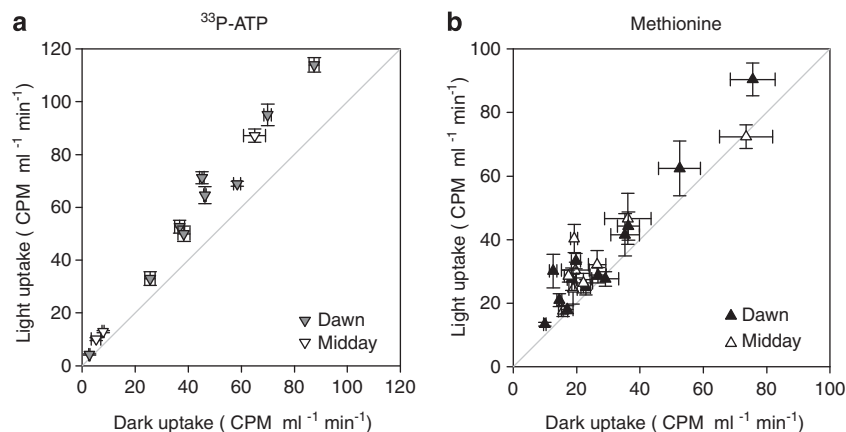 a
³³P-ATP
Light uptake ( CPM ml ⁻¹ min⁻¹)
120
100
80
60
40
20
0
Dawn
Midday
0 20 40 60 80 100 120
Dark uptake ( CPM ml ⁻¹ min⁻¹)
b
Methionine
Light uptake ( CPM ml ⁻¹ min⁻¹)
100
80
60
40
20
0
Dawn
Midday
0 20 40 60 80 100
Dark uptake ( CPM ml ⁻¹ min⁻¹)